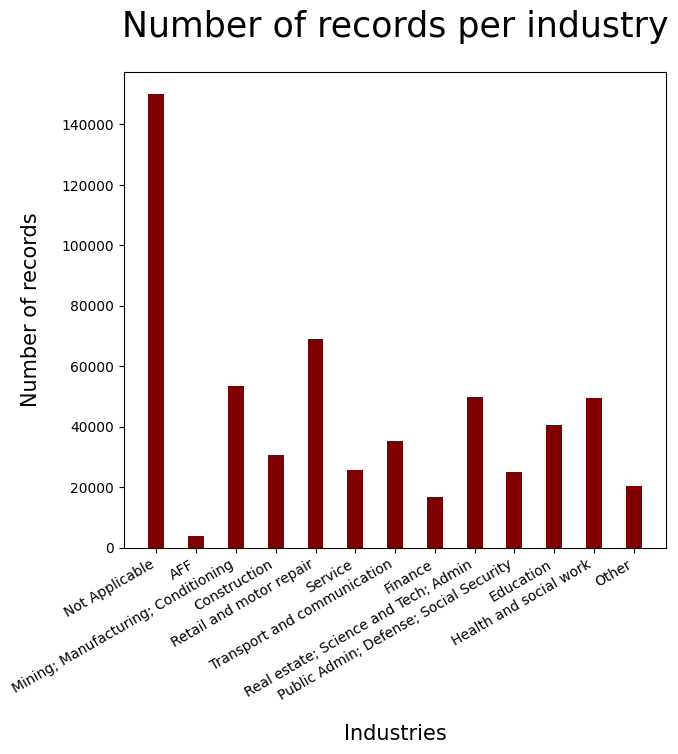 Number of records per industry
Number of records
140000
120000
100000
80000
60000
40000
20000
0
Not Applicable
AFF
Mining; Manufacturing; Conditioning
Construction
Retail and motor repair
Service
Transport and communication
Finance
Real estate; Science and Tech; Admin
Public Admin; Defense; Social Security
Education
Health and social work
Other
Industries